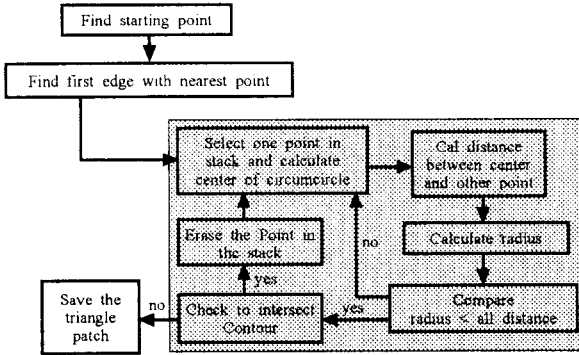 Find starting point
Find first edge with nearest point
Select one point in
stack and calculate
center of circumcircle
Cal distance
between center
and other point
Erase the Point in
the stack
no
Calculate radius
yes
Save the
triangle
patch
no
Check to intersect
Contour
yes
Compare
radius < all distance